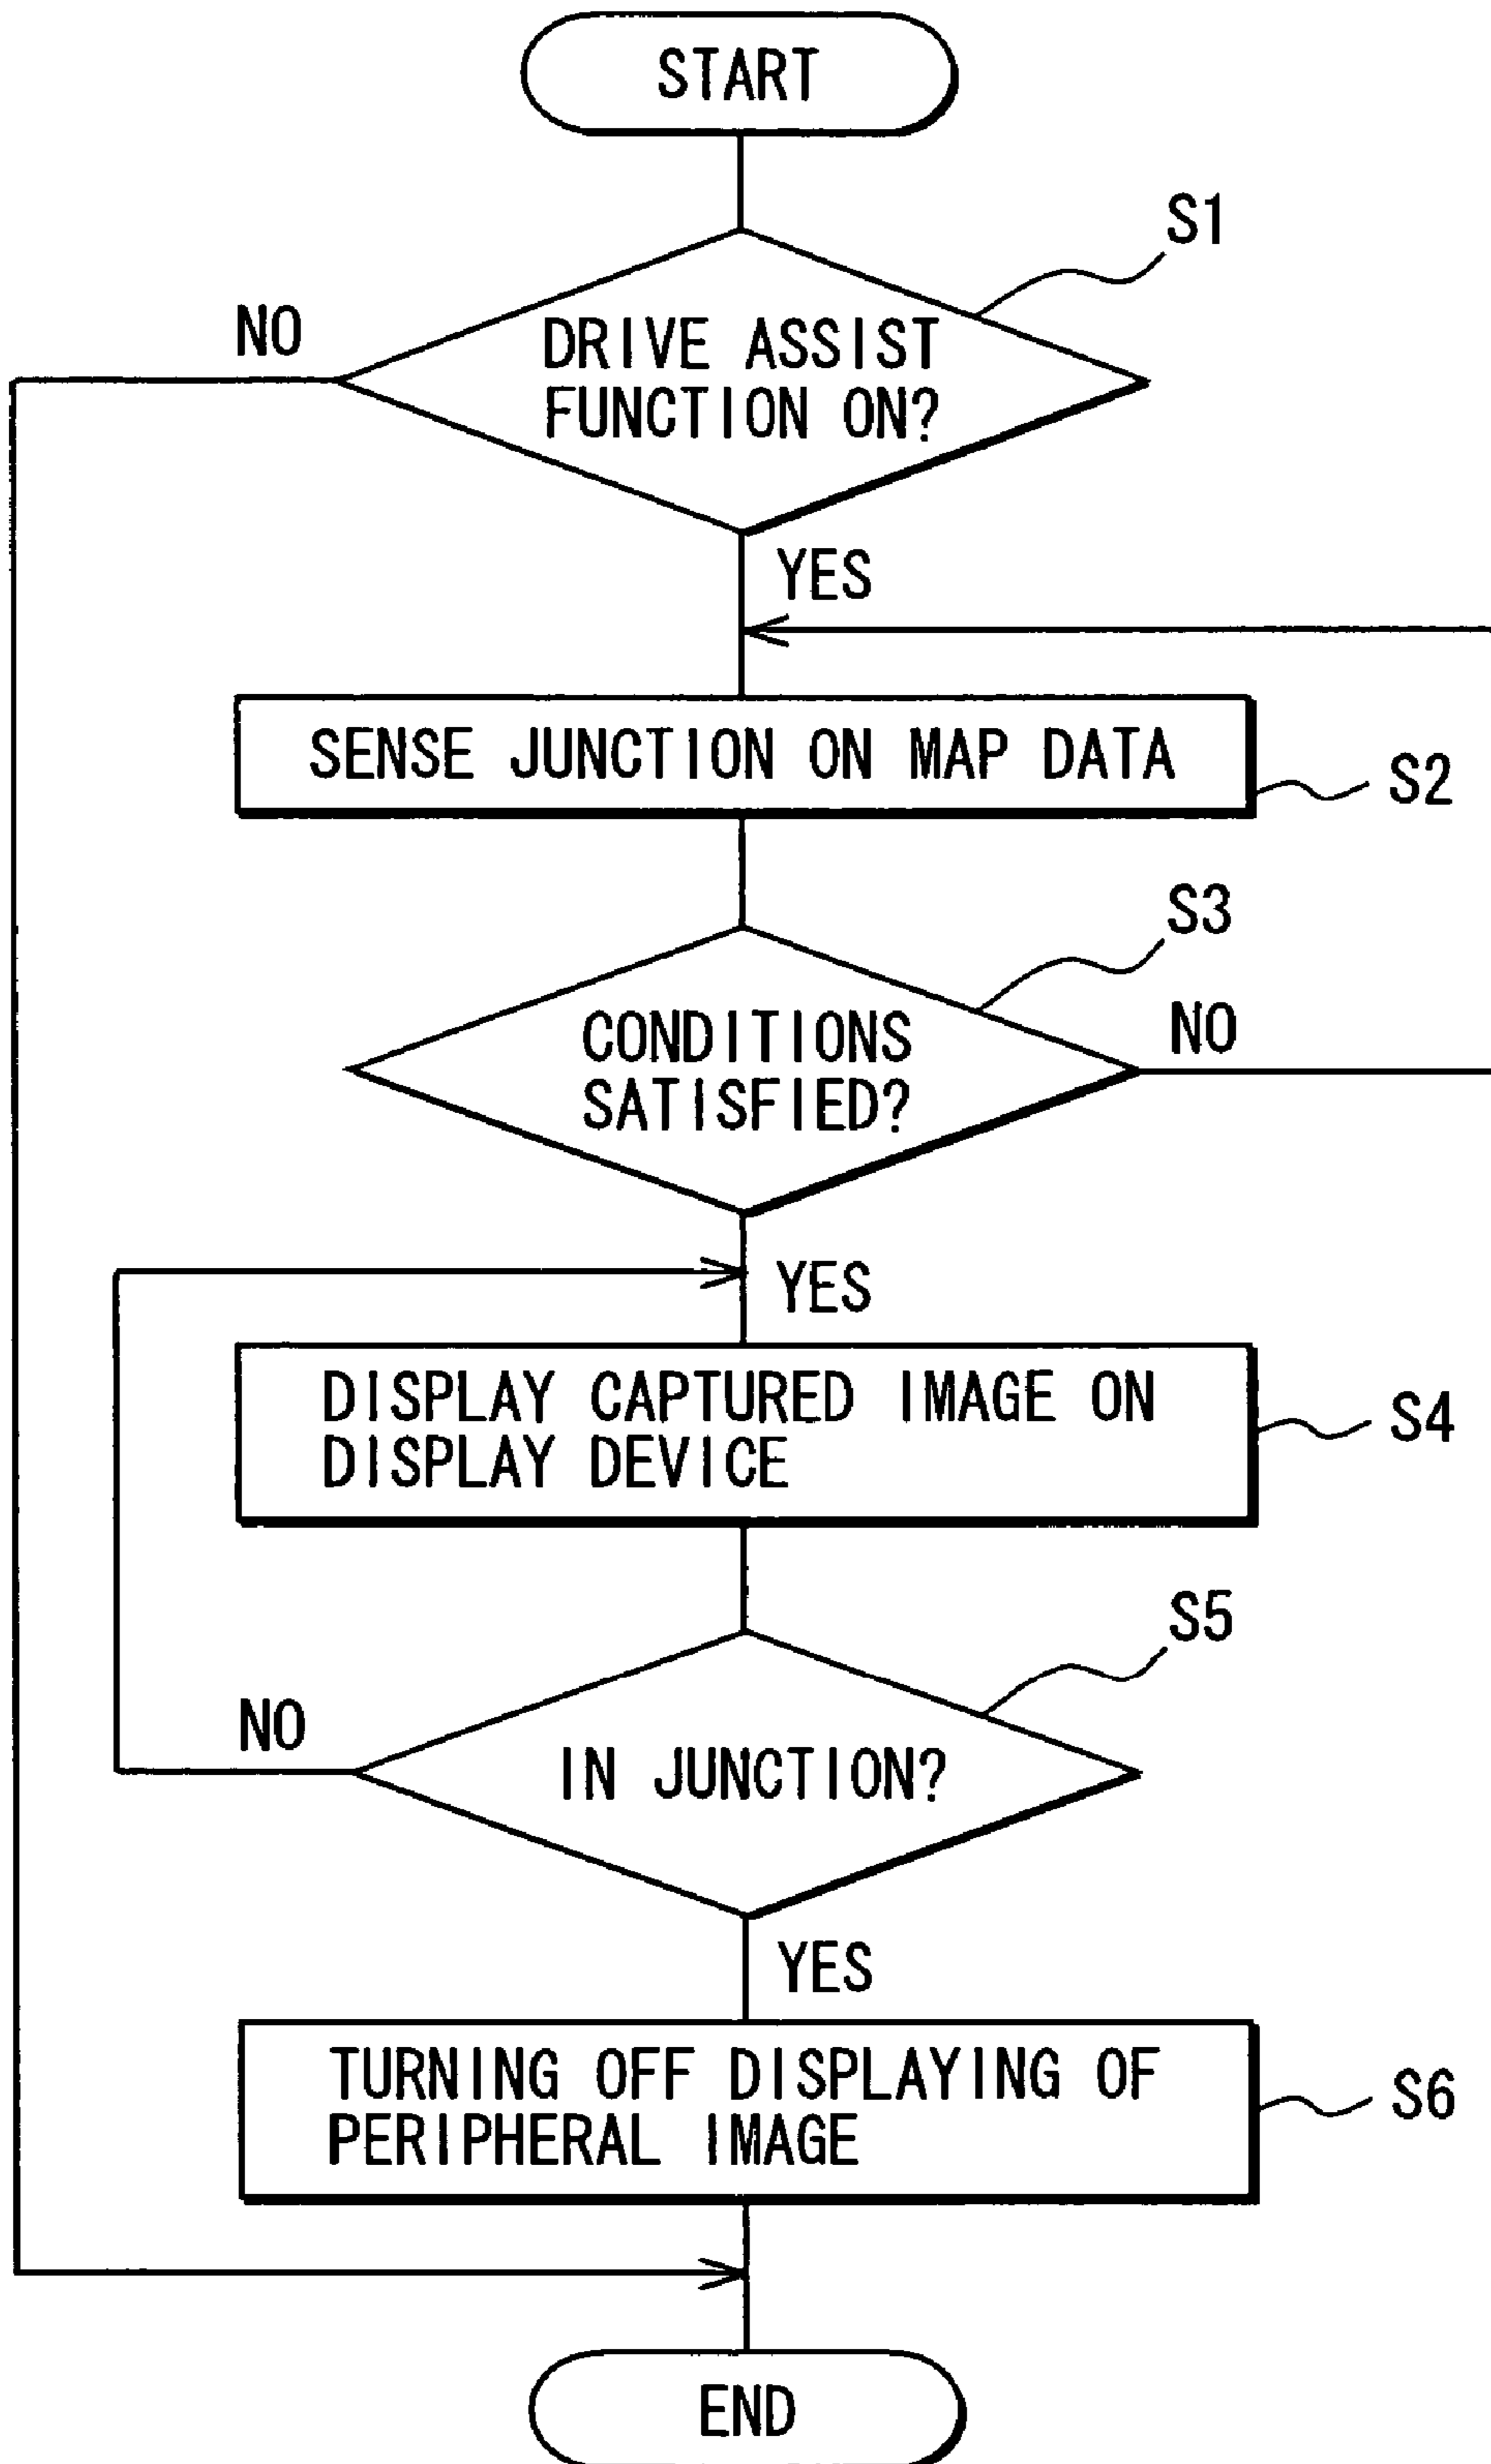 START
S1
NO
DRIVE ASSIST
FUNCTION ON?
YES
SENSE JUNCTION ON MAP DATA
S2
S3
NO
CONDITIONS
SATISFIED?
YES
DISPLAY CAPTURED IMAGE ON
DISPLAY DEVICE
S4
S5
NO
IN JUNCTION?
YES
TURNING OFF DISPLAYING OF
PERIPHERAL IMAGE
S6
END